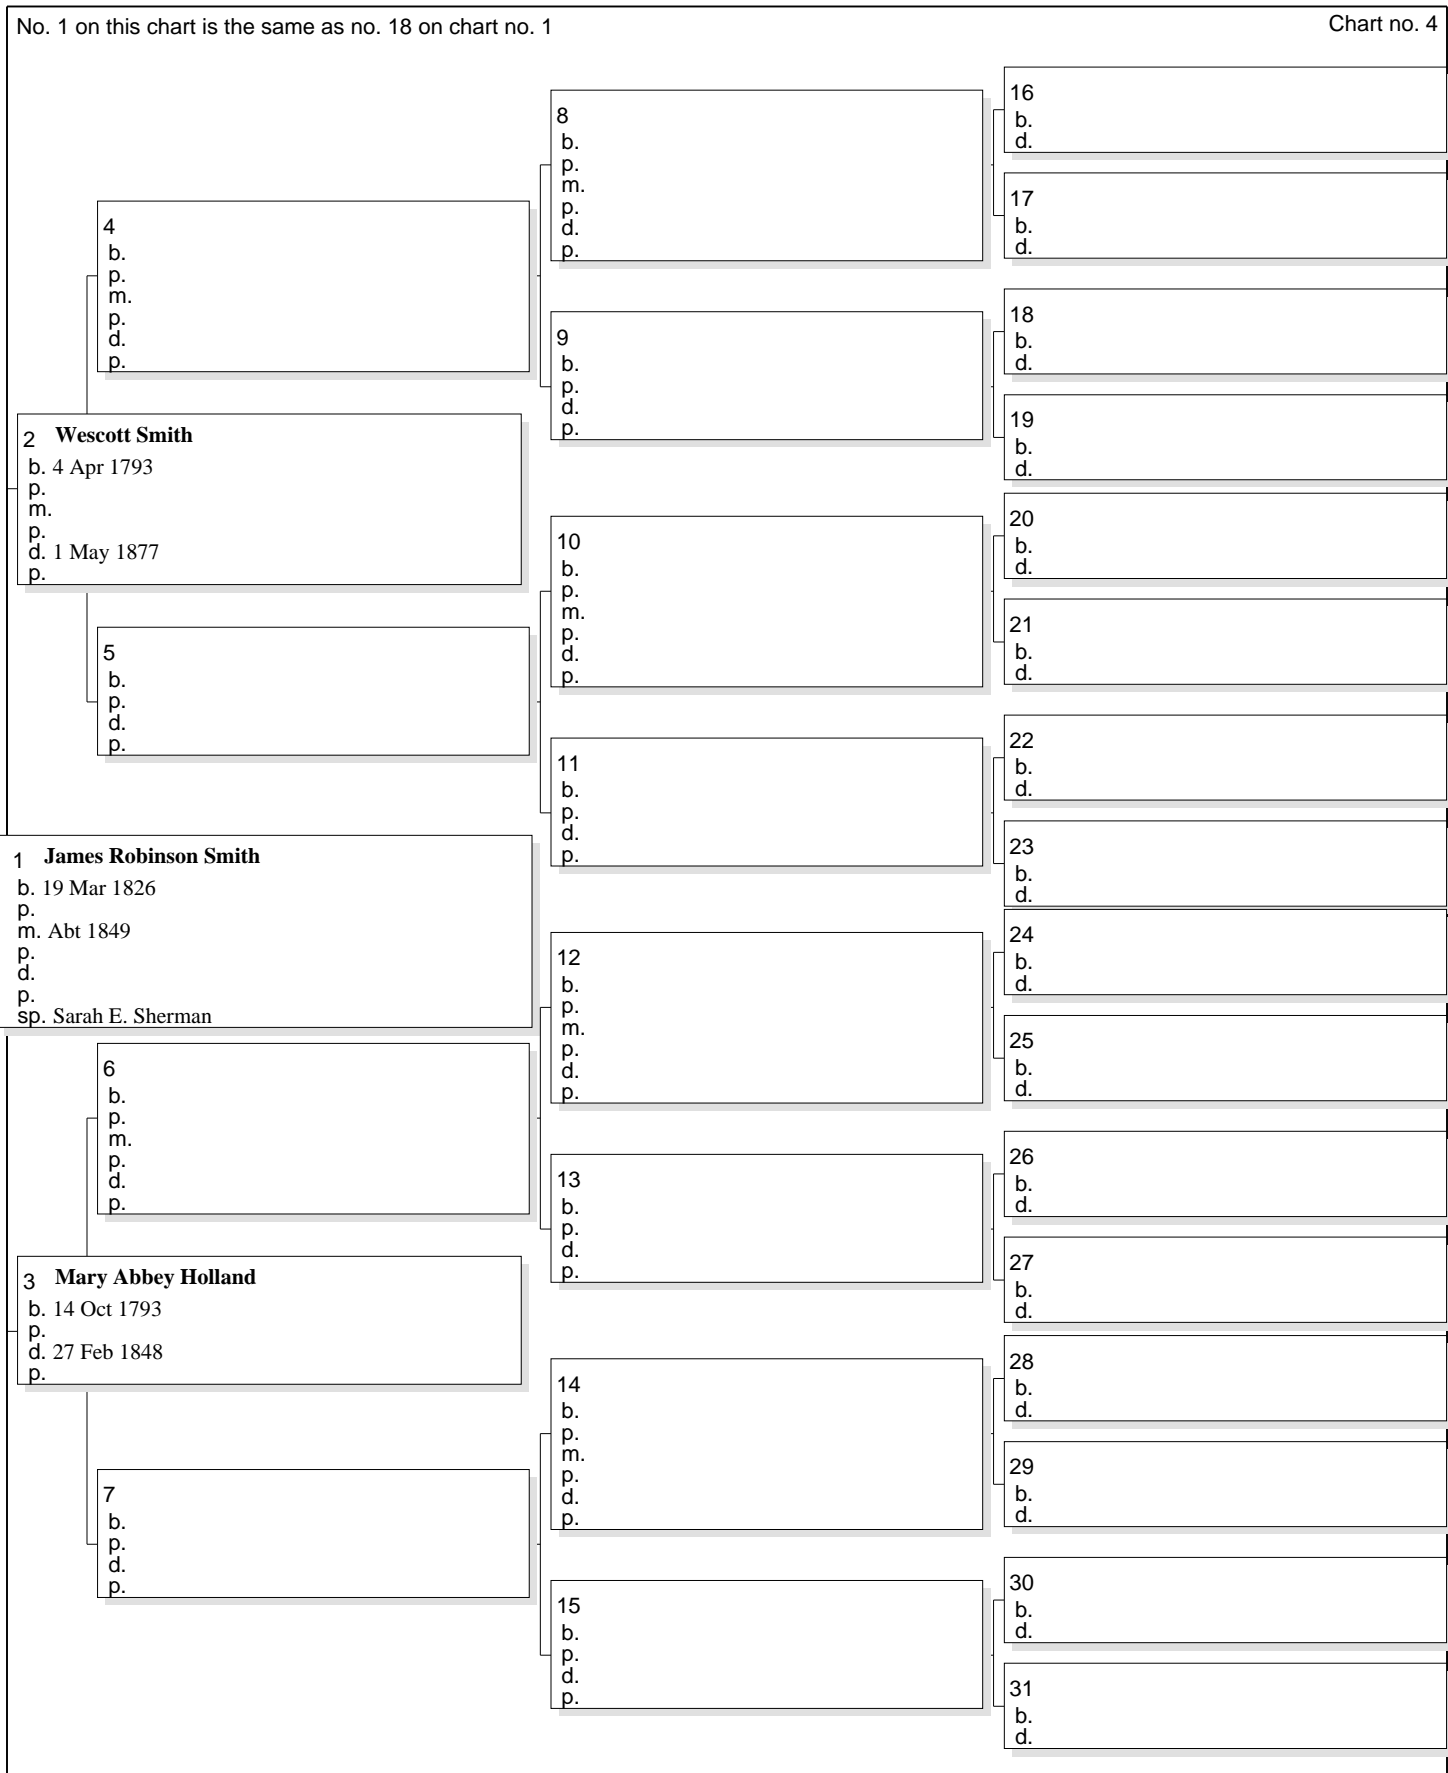 No. 1 on this chart is the same as no. 18 on chart no. 1
Chart no. 4
16
b.
d.
8
b.
p.
m.
p.
d.
p.
17
b.
d.
4
b.
p.
m.
p.
d.
p.
18
b.
d.
9
b.
p.
d.
p.
19
b.
d.
2 Wescott Smith
b. 4 Apr 1793
p.
m.
p.
d. 1 May 1877
p.
20
b.
d.
10
b.
p.
m.
p.
d.
p.
21
b.
d.
5
b.
p.
d.
p.
22
b.
d.
11
b.
p.
d.
p.
23
b.
d.
1 James Robinson Smith
b. 19 Mar 1826
p.
m. Abt 1849
p.
d.
p.
sp. Sarah E. Sherman
24
b.
d.
12
b.
p.
m.
p.
d.
p.
25
b.
d.
6
b.
p.
m.
p.
d.
p.
26
b.
d.
13
b.
p.
d.
p.
27
b.
d.
3 Mary Abbey Holland
b. 14 Oct 1793
p.
d. 27 Feb 1848
p.
28
b.
d.
14
b.
p.
m.
p.
d.
p.
29
b.
d.
7
b.
p.
d.
p.
30
b.
d.
15
b.
p.
d.
p.
31
b.
d.